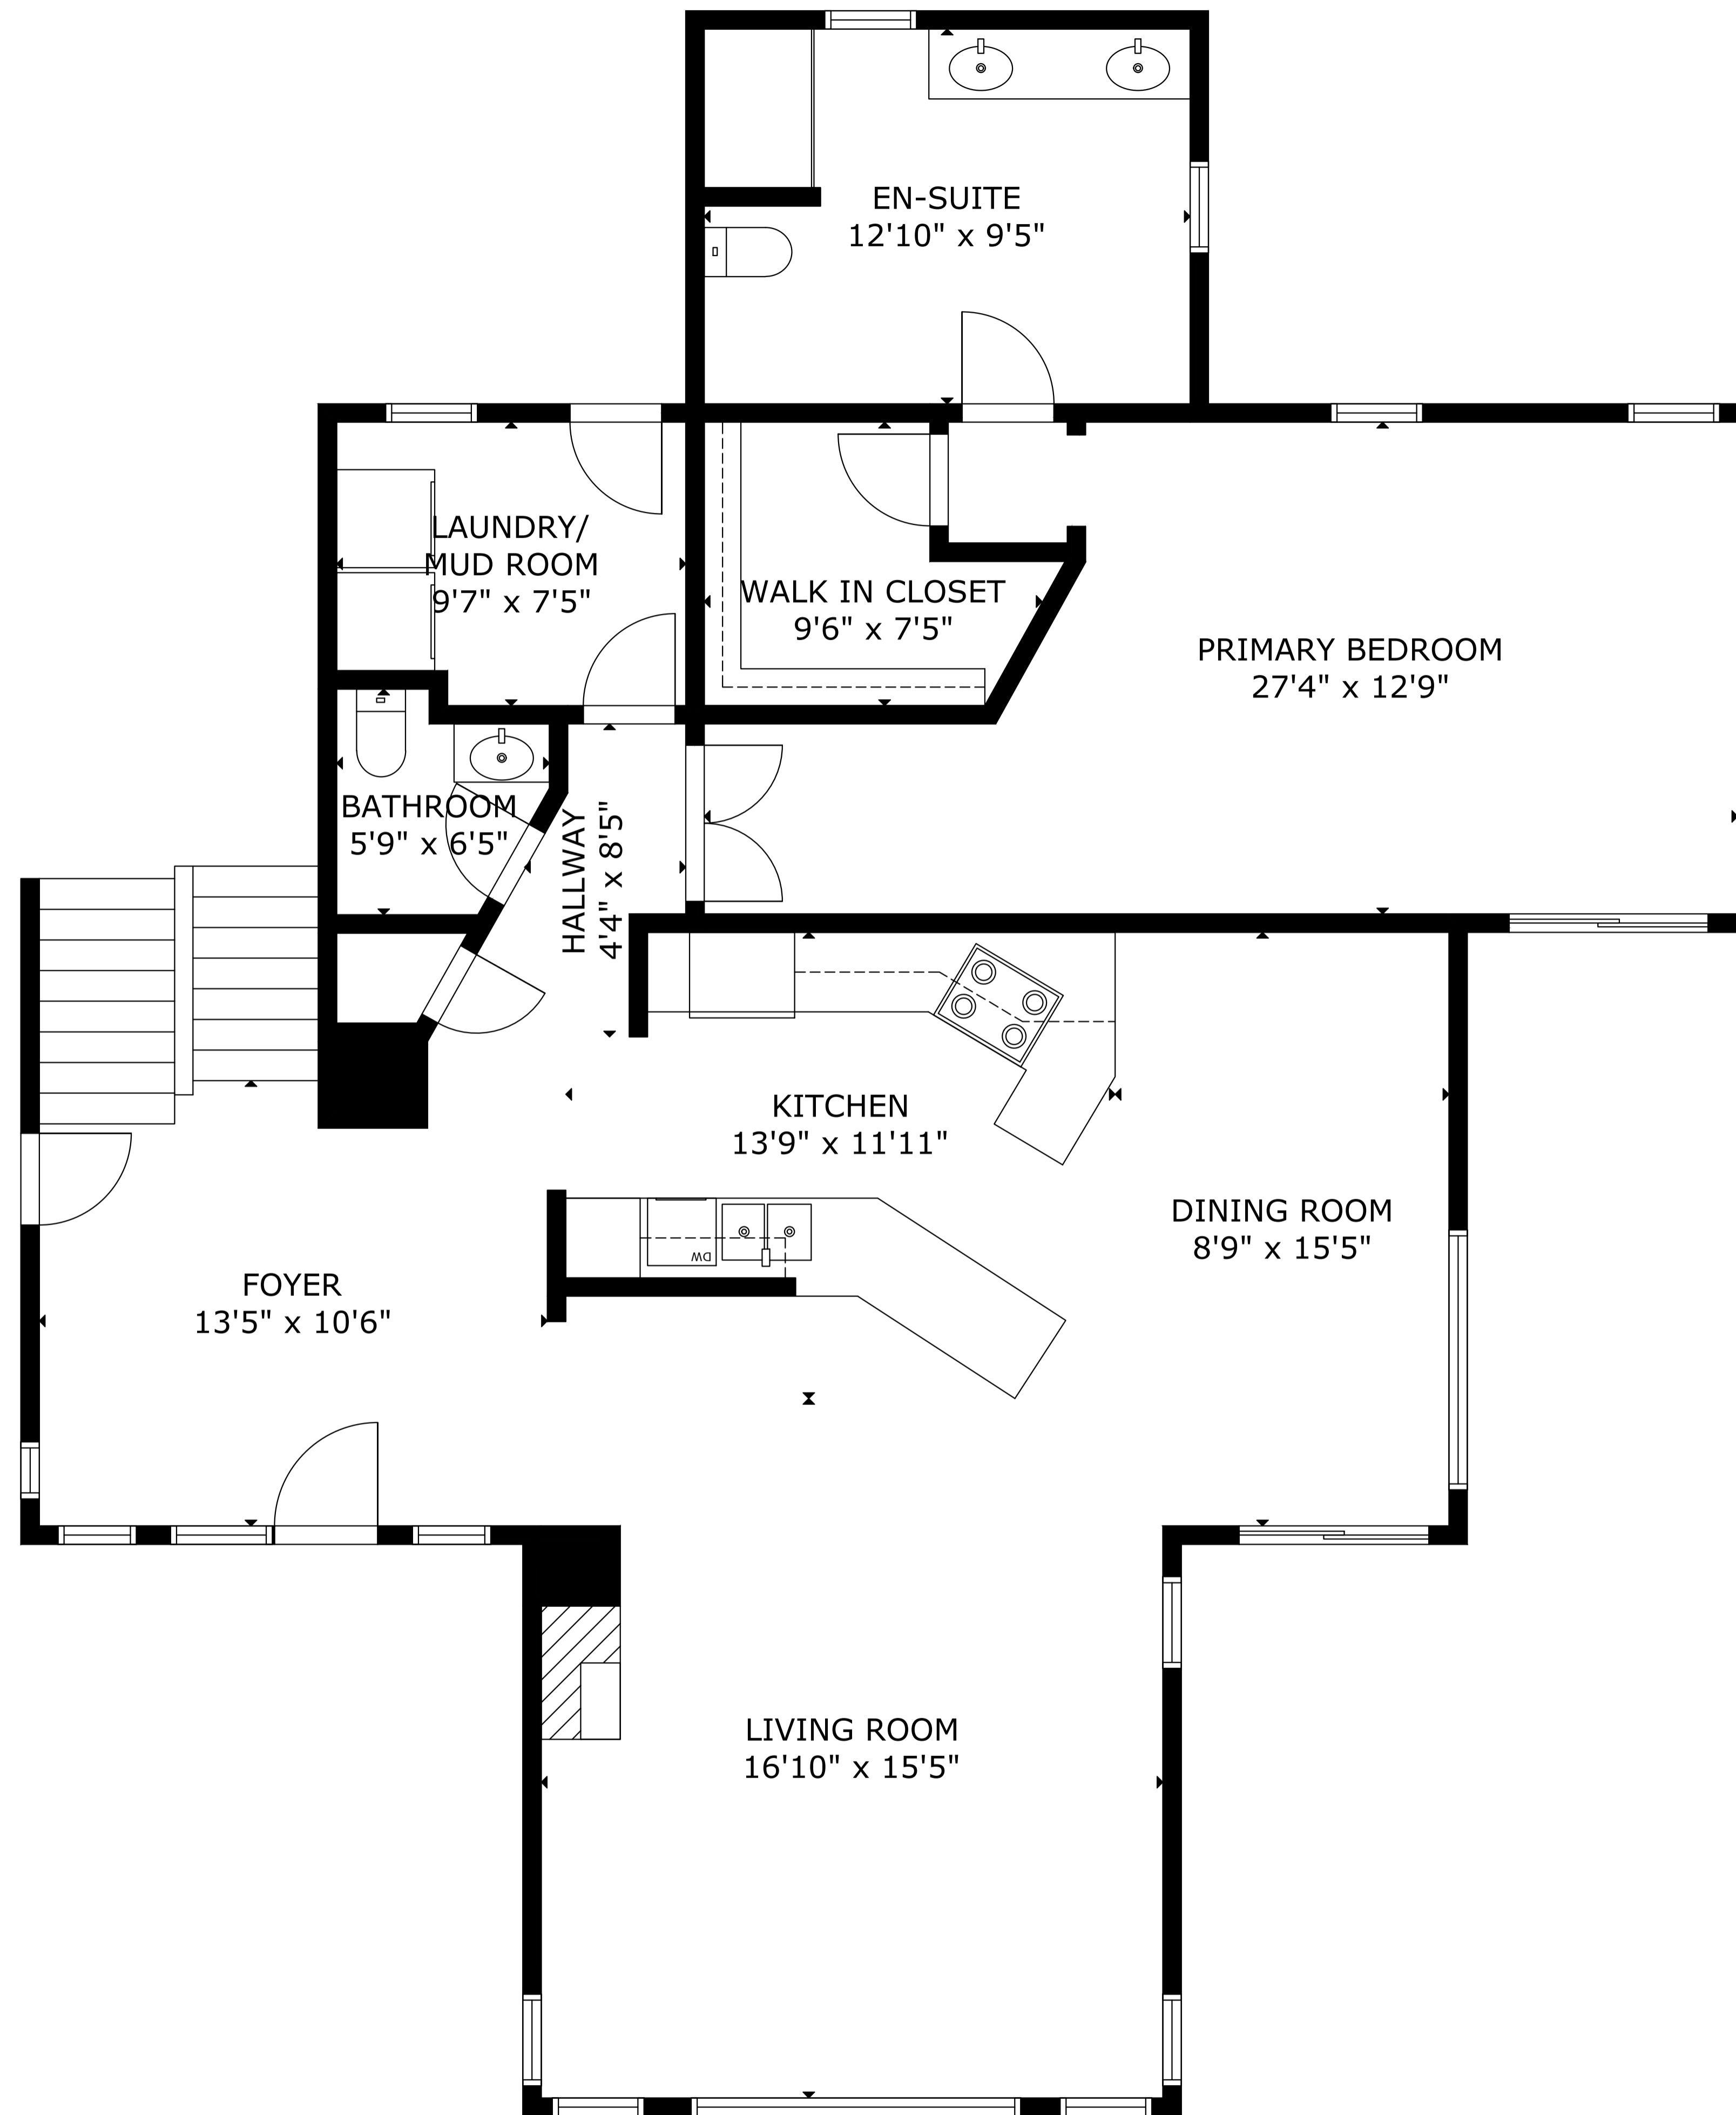 EN-SUITE
12'10" x 9'5"
LAUNDRY/
MUD ROOM
9'7" x 7'5"
WALK IN CLOSET
9'6" x 7'5"
PRIMARY BEDROOM
27'4" x 12'9"
BATHROOM
5'9" x 6'5"
HALLWAY
4'4" x 8'5"
KITCHEN
13'9" x 11'11"
DINING ROOM
8'9" x 15'5"
DW
FOYER
13'5" x 10'6"
LIVING ROOM
16'10" x 15'5"